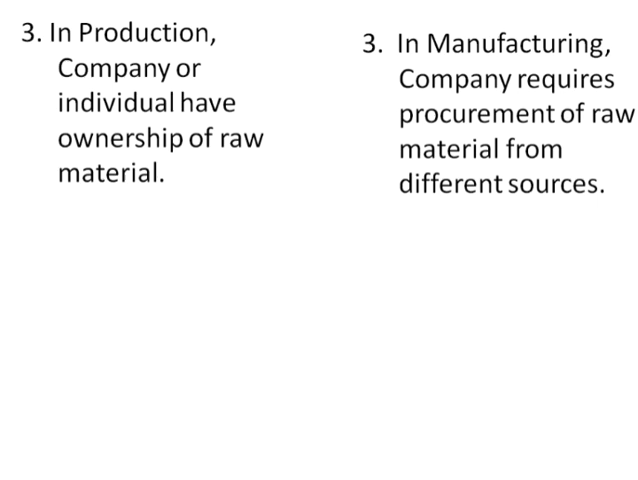 3. In Production,
Company or
individual have
ownership of raw
material.
3. In Manufacturing,
Company requires
procurement of raw
material from
different sources.